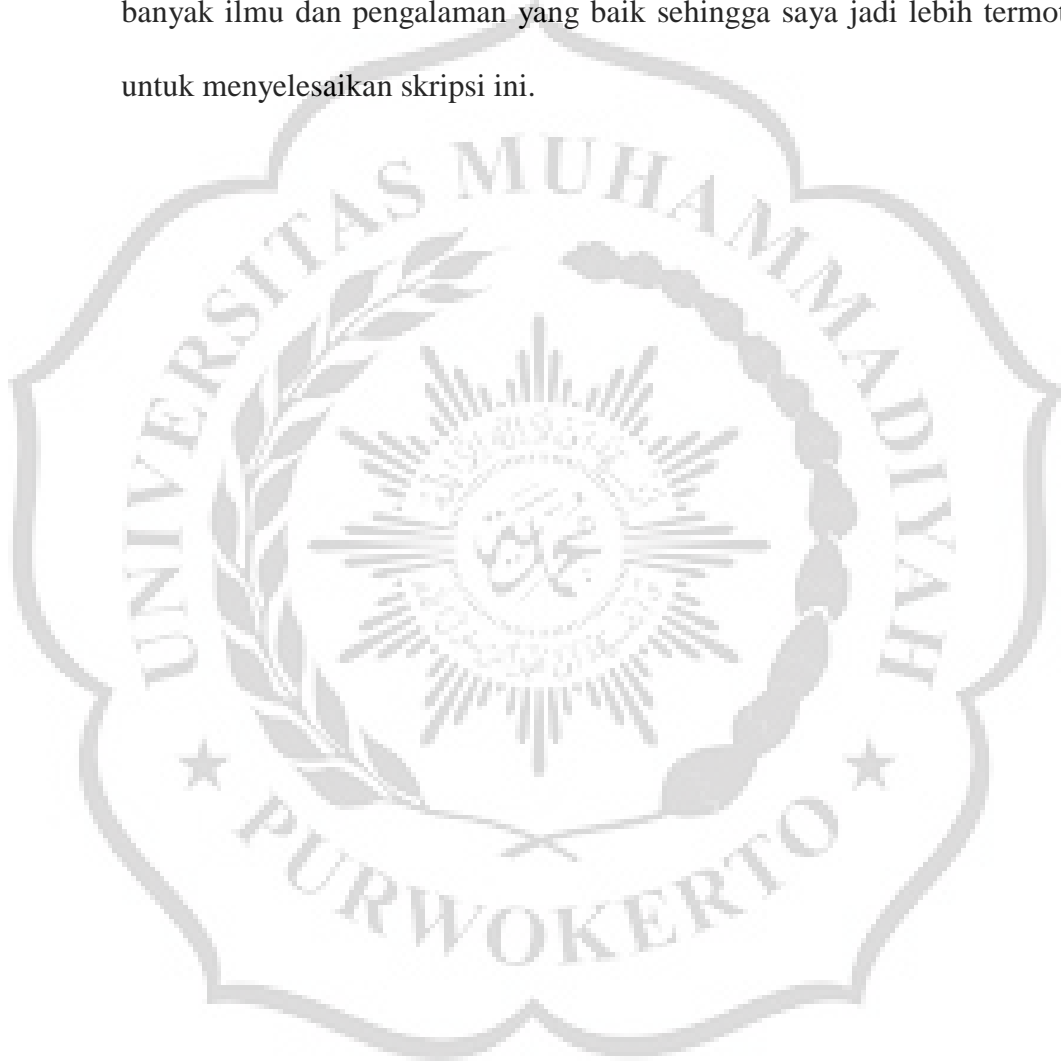 banyak ilmu dan pengalaman yang baik sehingga saya jadi lebih termot
untuk menyelesaikan skripsi ini.
UNIVERSITAS MUHAMMADIYAH
PURWOKERTO